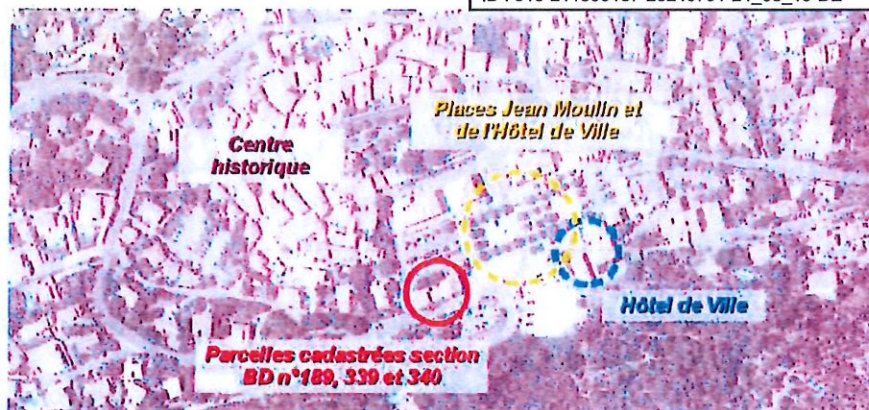 Places Jean Moulin et
de l'Hôtel de Ville
Centre
historique
Hôtel de Ville
Parcelles cadastrées section
BD n°189, 339 et 340